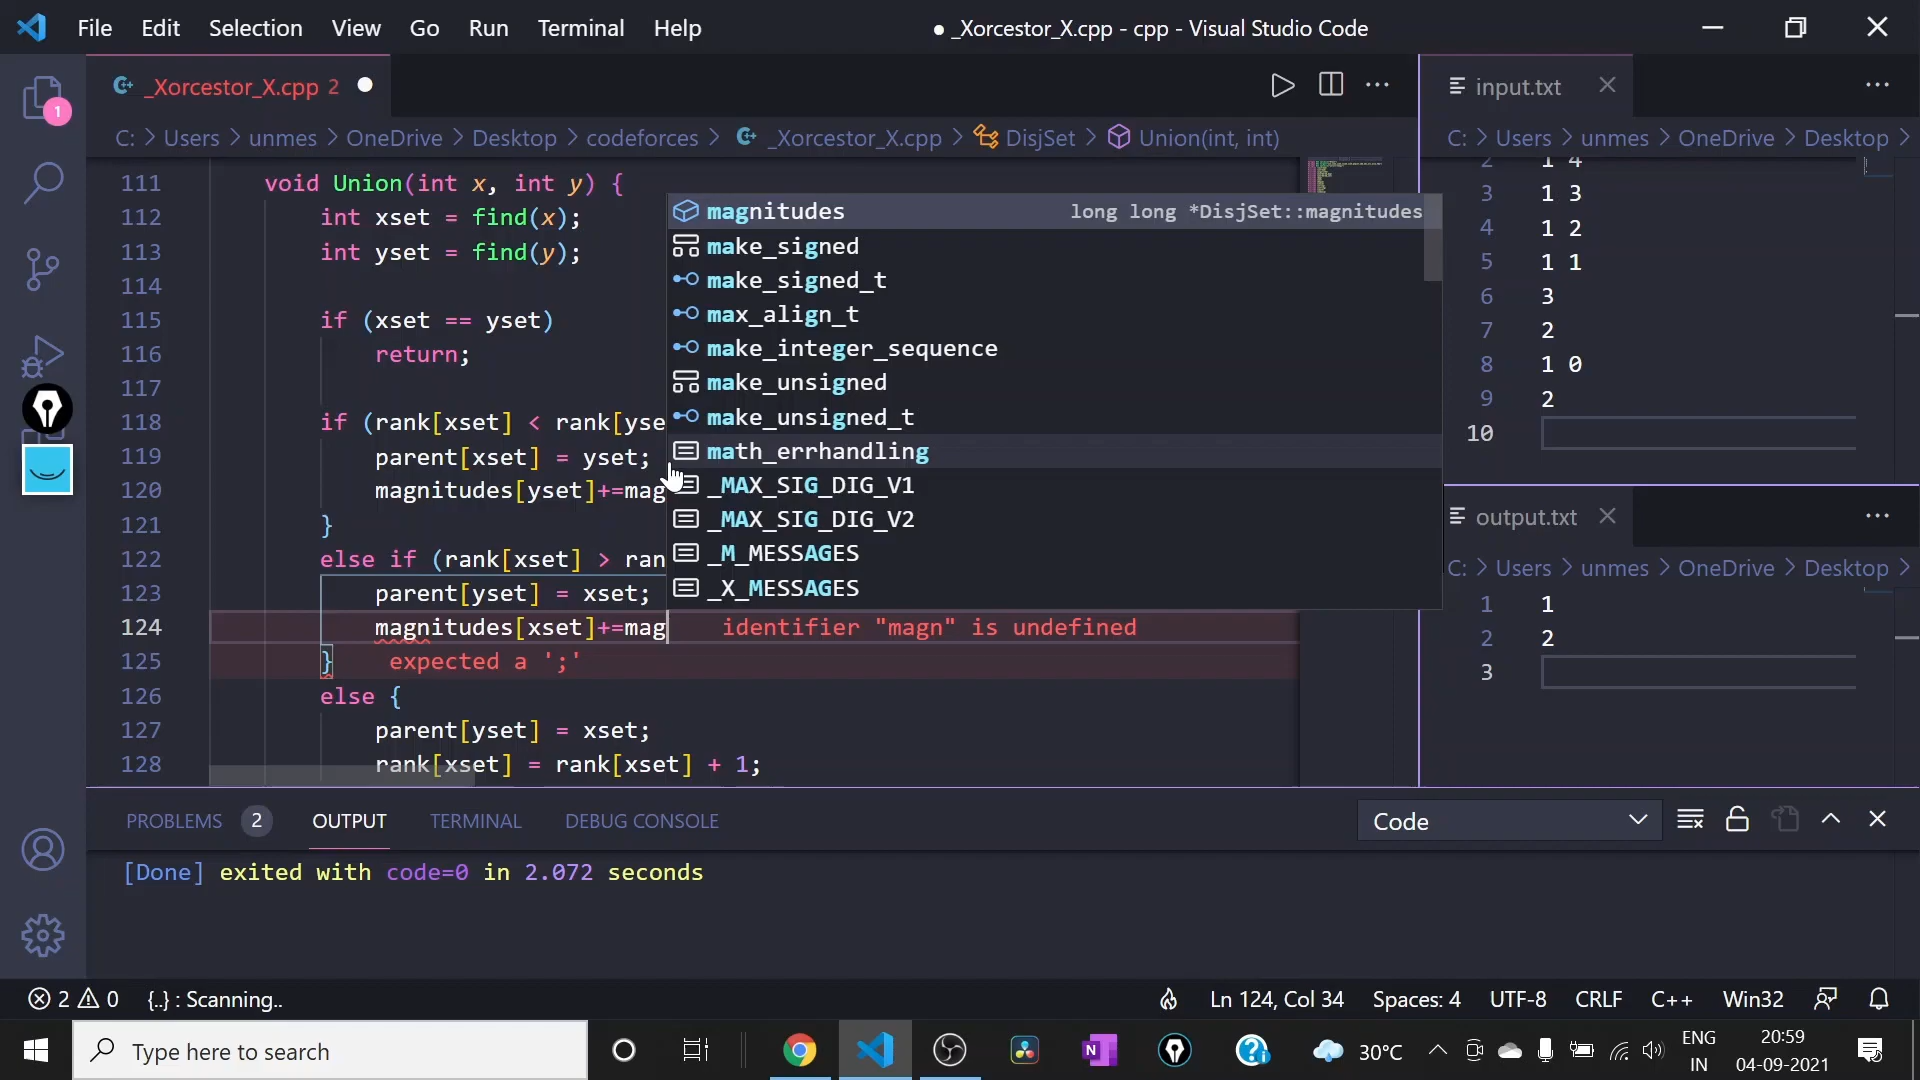 File Edit Selection View Go Run Terminal Help
● _Xorcestor_X.cpp - cpp - Visual Studio Code
_Xorcestor_X.cpp 2 ●
C: > Users > unmes > OneDrive > Desktop > codeforces > _Xorcestor_X.cpp > DisjSet > Union(int, int)
1
111 void Union(int x, int y) {
112 int xset = find(x);
113 int yset = find(y);
114
115 if (xset == yset)
116 return;
117
118 if (rank[xset] < rank[yse
119 parent[xset] = yset;
120 magnitudes[yset]+=mag
121 }
122 else if (rank[xset] > ran
123 parent[yset] = xset;
124 magnitudes[xset]+=mag identifier "magn" is undefined
125 } expected a ';'
126 else {
127 parent[yset] = xset;
128 rank[xset] = rank[xset] + 1;
magnitudes long long *DisjSet::magnitudes
make_signed
make_signed_t
max_align_t
make_integer_sequence
make_unsigned
make_unsigned_t
math_errhandling
_MAX_SIG_DIG_V1
_MAX_SIG_DIG_V2
_M_MESSAGES
_X_MESSAGES
input.txt
C: > Users > unmes > OneDrive > Desktop >
2 1 4
3 1 3
4 1 2
5 1 1
6 3
7 2
8 1 0
9 2
10
output.txt
C: > Users > unmes > OneDrive > Desktop >
1 1
2 2
3
PROBLEMS 2 OUTPUT TERMINAL DEBUG CONSOLE
Code
[Done] exited with code=0 in 2.072 seconds
2 0 {..} : Scanning..
Ln 124, Col 34 Spaces: 4 UTF-8 CRLF C++ Win32
Type here to search
N
30°C
ENG
IN
20:59
04-09-2021